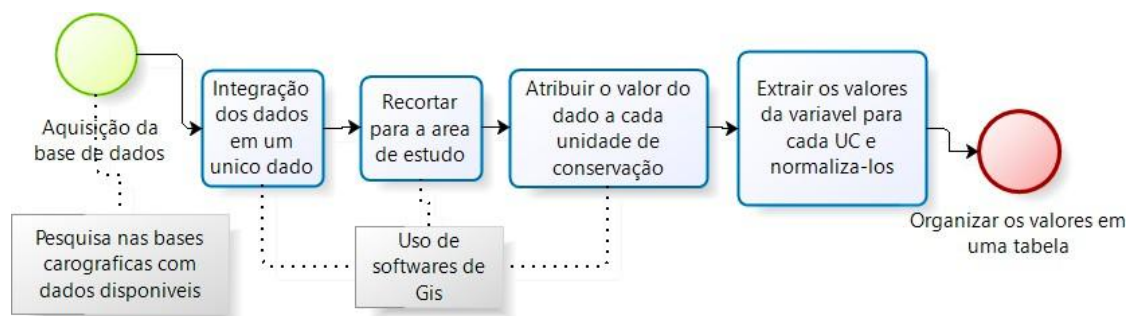 Aquisição da
base de dados
Integração
dos dados
em um
unico dado
Recortar
para a area
de estudo
Atribuir o valor do
dado a cada
unidade de
conservação
Extrair os valores
da variavel para
cada UC e
normaliza-los
Organizar os valores em
uma tabela
Pesquisa nas bases
carograficas com
dados disponiveis
Uso de
softwares de
Gis